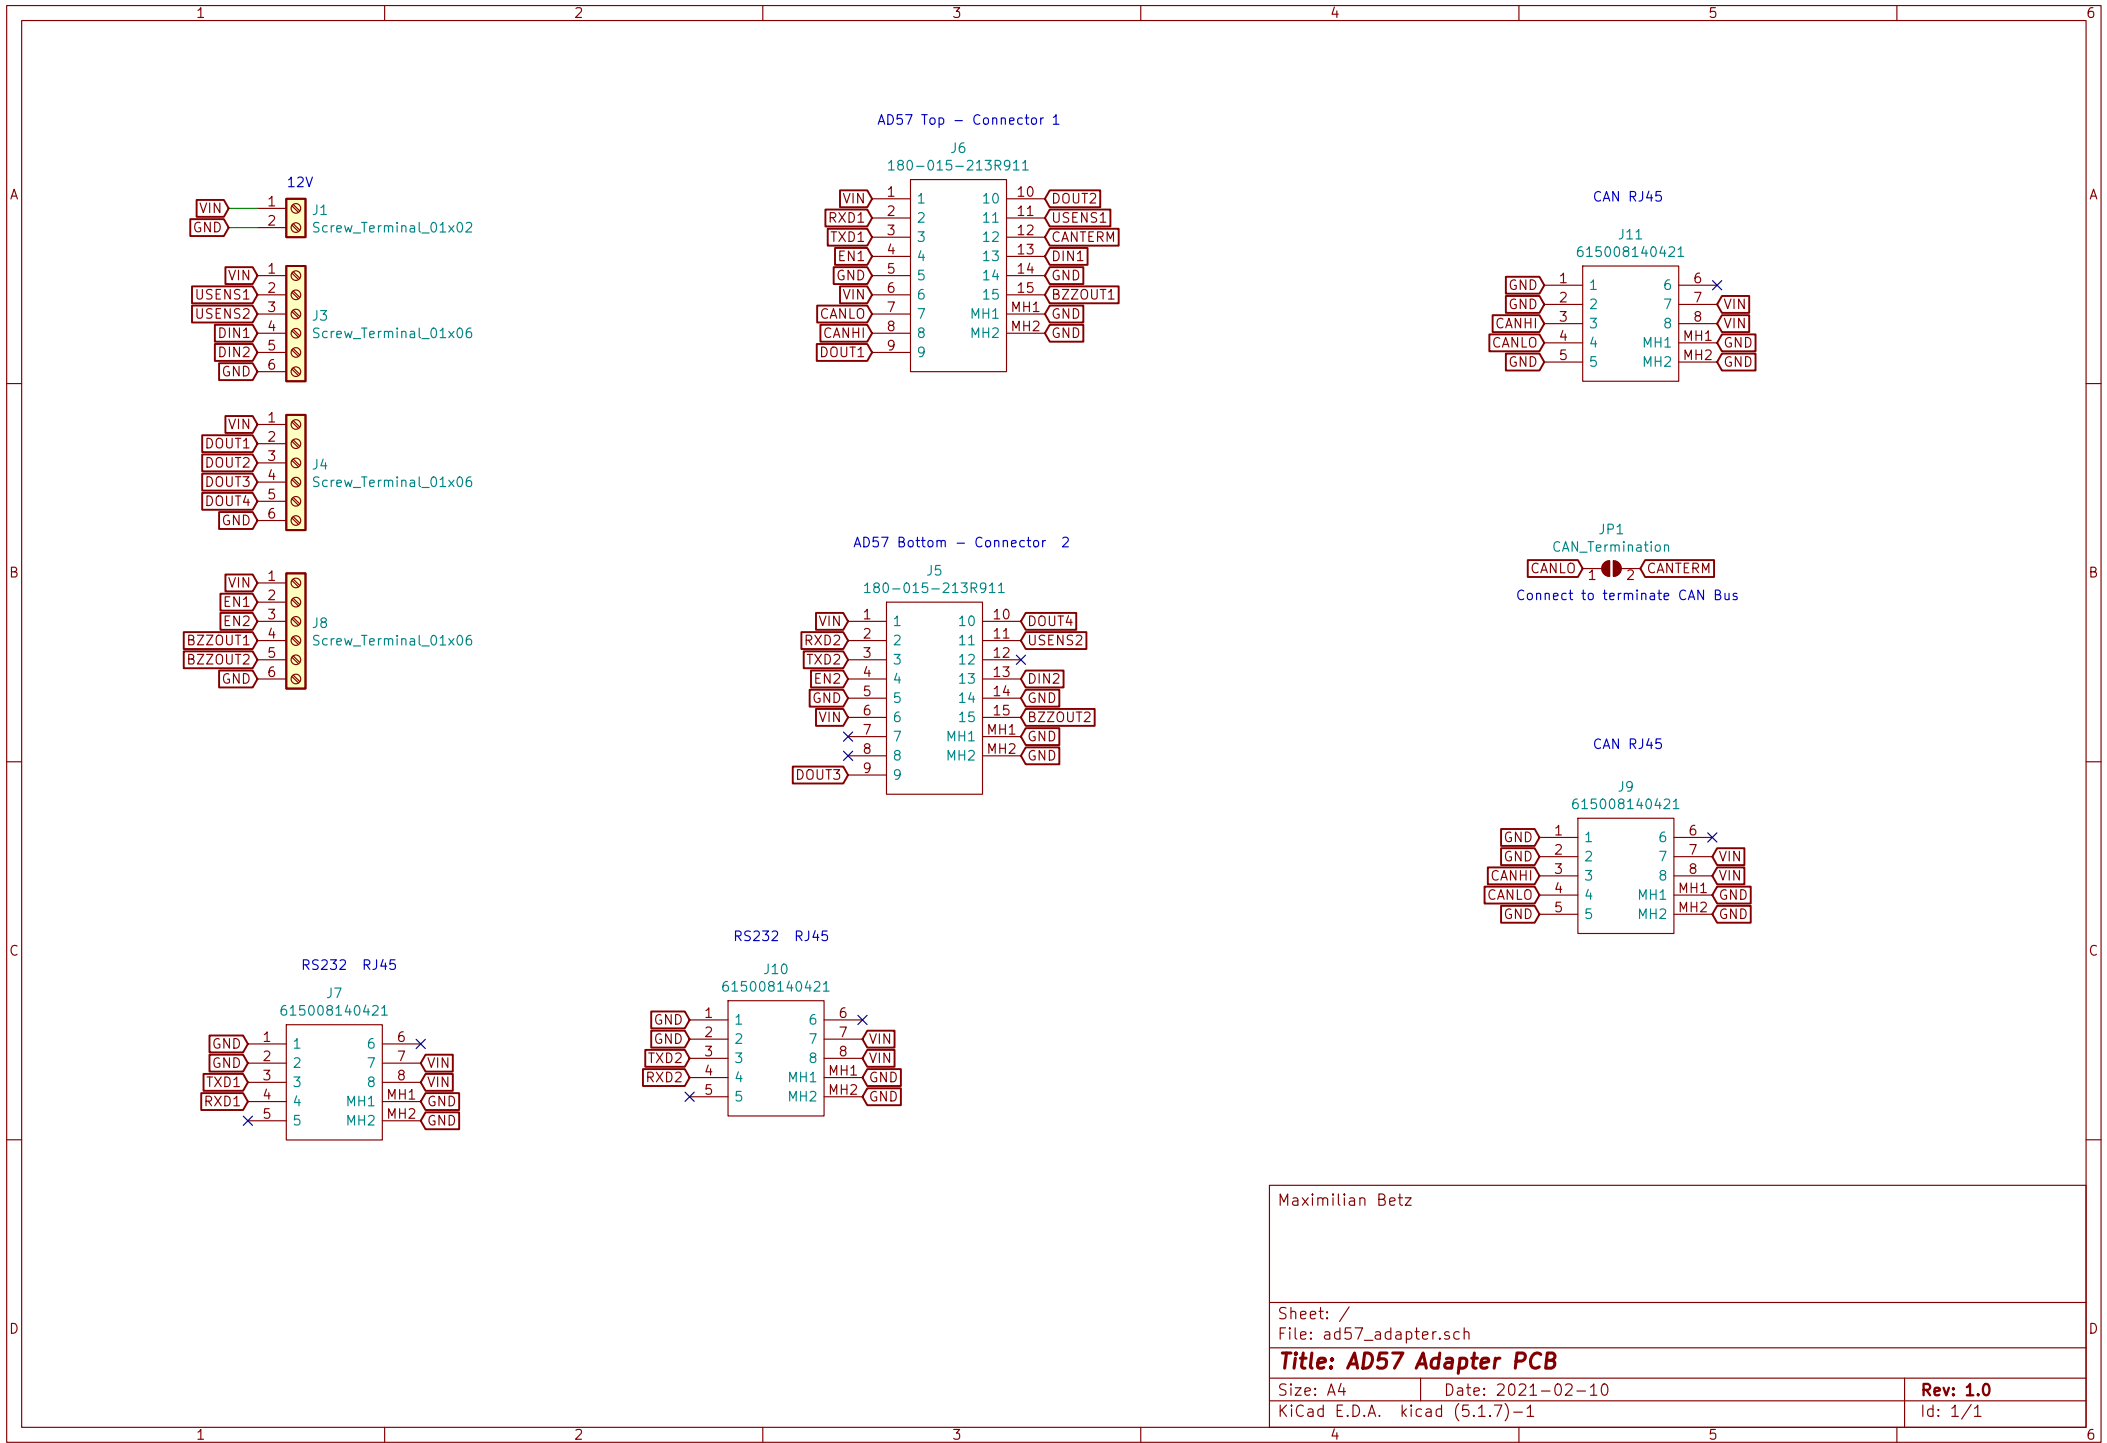 1 2 3 4 5 6
A
B
C
D
12V
VIN 1 J1
GND 2 Screw_Terminal_01x02
VIN 1
USENS1 2
USENS2 3 J3
DIN1 4 Screw_Terminal_01x06
DIN2 5
GND 6
VIN 1
DOUT1 2
DOUT2 3 J4
DOUT3 4 Screw_Terminal_01x06
DOUT4 5
GND 6
VIN 1
EN1 2
EN2 3 J8
BZZOUT1 4 Screw_Terminal_01x06
BZZOUT2 5
GND 6
AD57 Top - Connector 1
J6
180-015-213R911
VIN 1 1 10 10 DOUT2
RXD1 2 2 11 11 USENS1
TXD1 3 3 12 12 CANTERM
EN1 4 4 13 13 DIN1
GND 5 5 14 14 GND
VIN 6 6 15 15 BZZOUT1
CANLO 7 7 MH1 MH1 GND
CANHI 8 8 MH2 MH2 GND
DOUT1 9 9
AD57 Bottom - Connector 2
J5
180-015-213R911
VIN 1 1 10 10 DOUT4
RXD2 2 2 11 11 USENS2
TXD2 3 3 12 12
EN2 4 4 13 13 DIN2
GND 5 5 14 14 GND
VIN 6 6 15 15 BZZOUT2
7 7 MH1 MH1 GND
8 8 MH2 MH2 GND
DOUT3 9 9
CAN RJ45
J11
615008140421
GND 1 1 6 6
GND 2 2 7 7 VIN
CANHI 3 3 8 8 VIN
CANLO 4 4 MH1 MH1 GND
GND 5 5 MH2 MH2 GND
JP1
CAN_Termination
CANLO 1 2 CANTERM
Connect to terminate CAN Bus
CAN RJ45
J9
615008140421
GND 1 1 6 6
GND 2 2 7 7 VIN
CANHI 3 3 8 8 VIN
CANLO 4 4 MH1 MH1 GND
GND 5 5 MH2 MH2 GND
RS232 RJ45
J7
615008140421
GND 1 1 6 6
GND 2 2 7 7 VIN
TXD1 3 3 8 8 VIN
RXD1 4 4 MH1 MH1 GND
5 5 MH2 MH2 GND
RS232 RJ45
J10
615008140421
GND 1 1 6 6
GND 2 2 7 7 VIN
TXD2 3 3 8 8 VIN
RXD2 4 4 MH1 MH1 GND
5 5 MH2 MH2 GND
Maximilian Betz
Sheet: /
File: ad57_adapter.sch
Title: AD57 Adapter PCB
Size: A4 Date: 2021-02-10 Rev: 1.0
KiCad E.D.A. kicad (5.1.7)-1 Id: 1/1
A
B
C
D
1 2 3 4 5 6